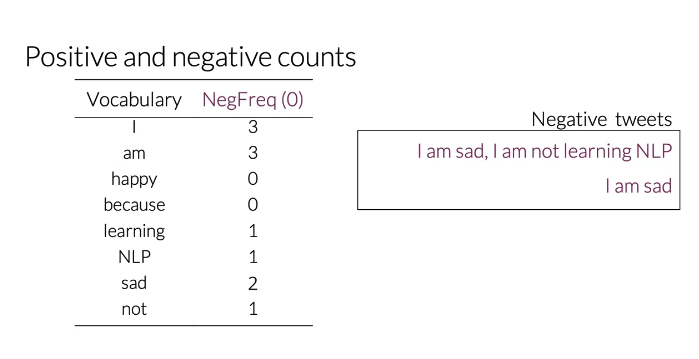 Positive and negative counts
Vocabulary NegFreq (0)
I 3
am 3
happy 0
because 0
learning 1
NLP 1
sad 2
not 1
Negative tweets
I am sad, I am not learning NLP
I am sad